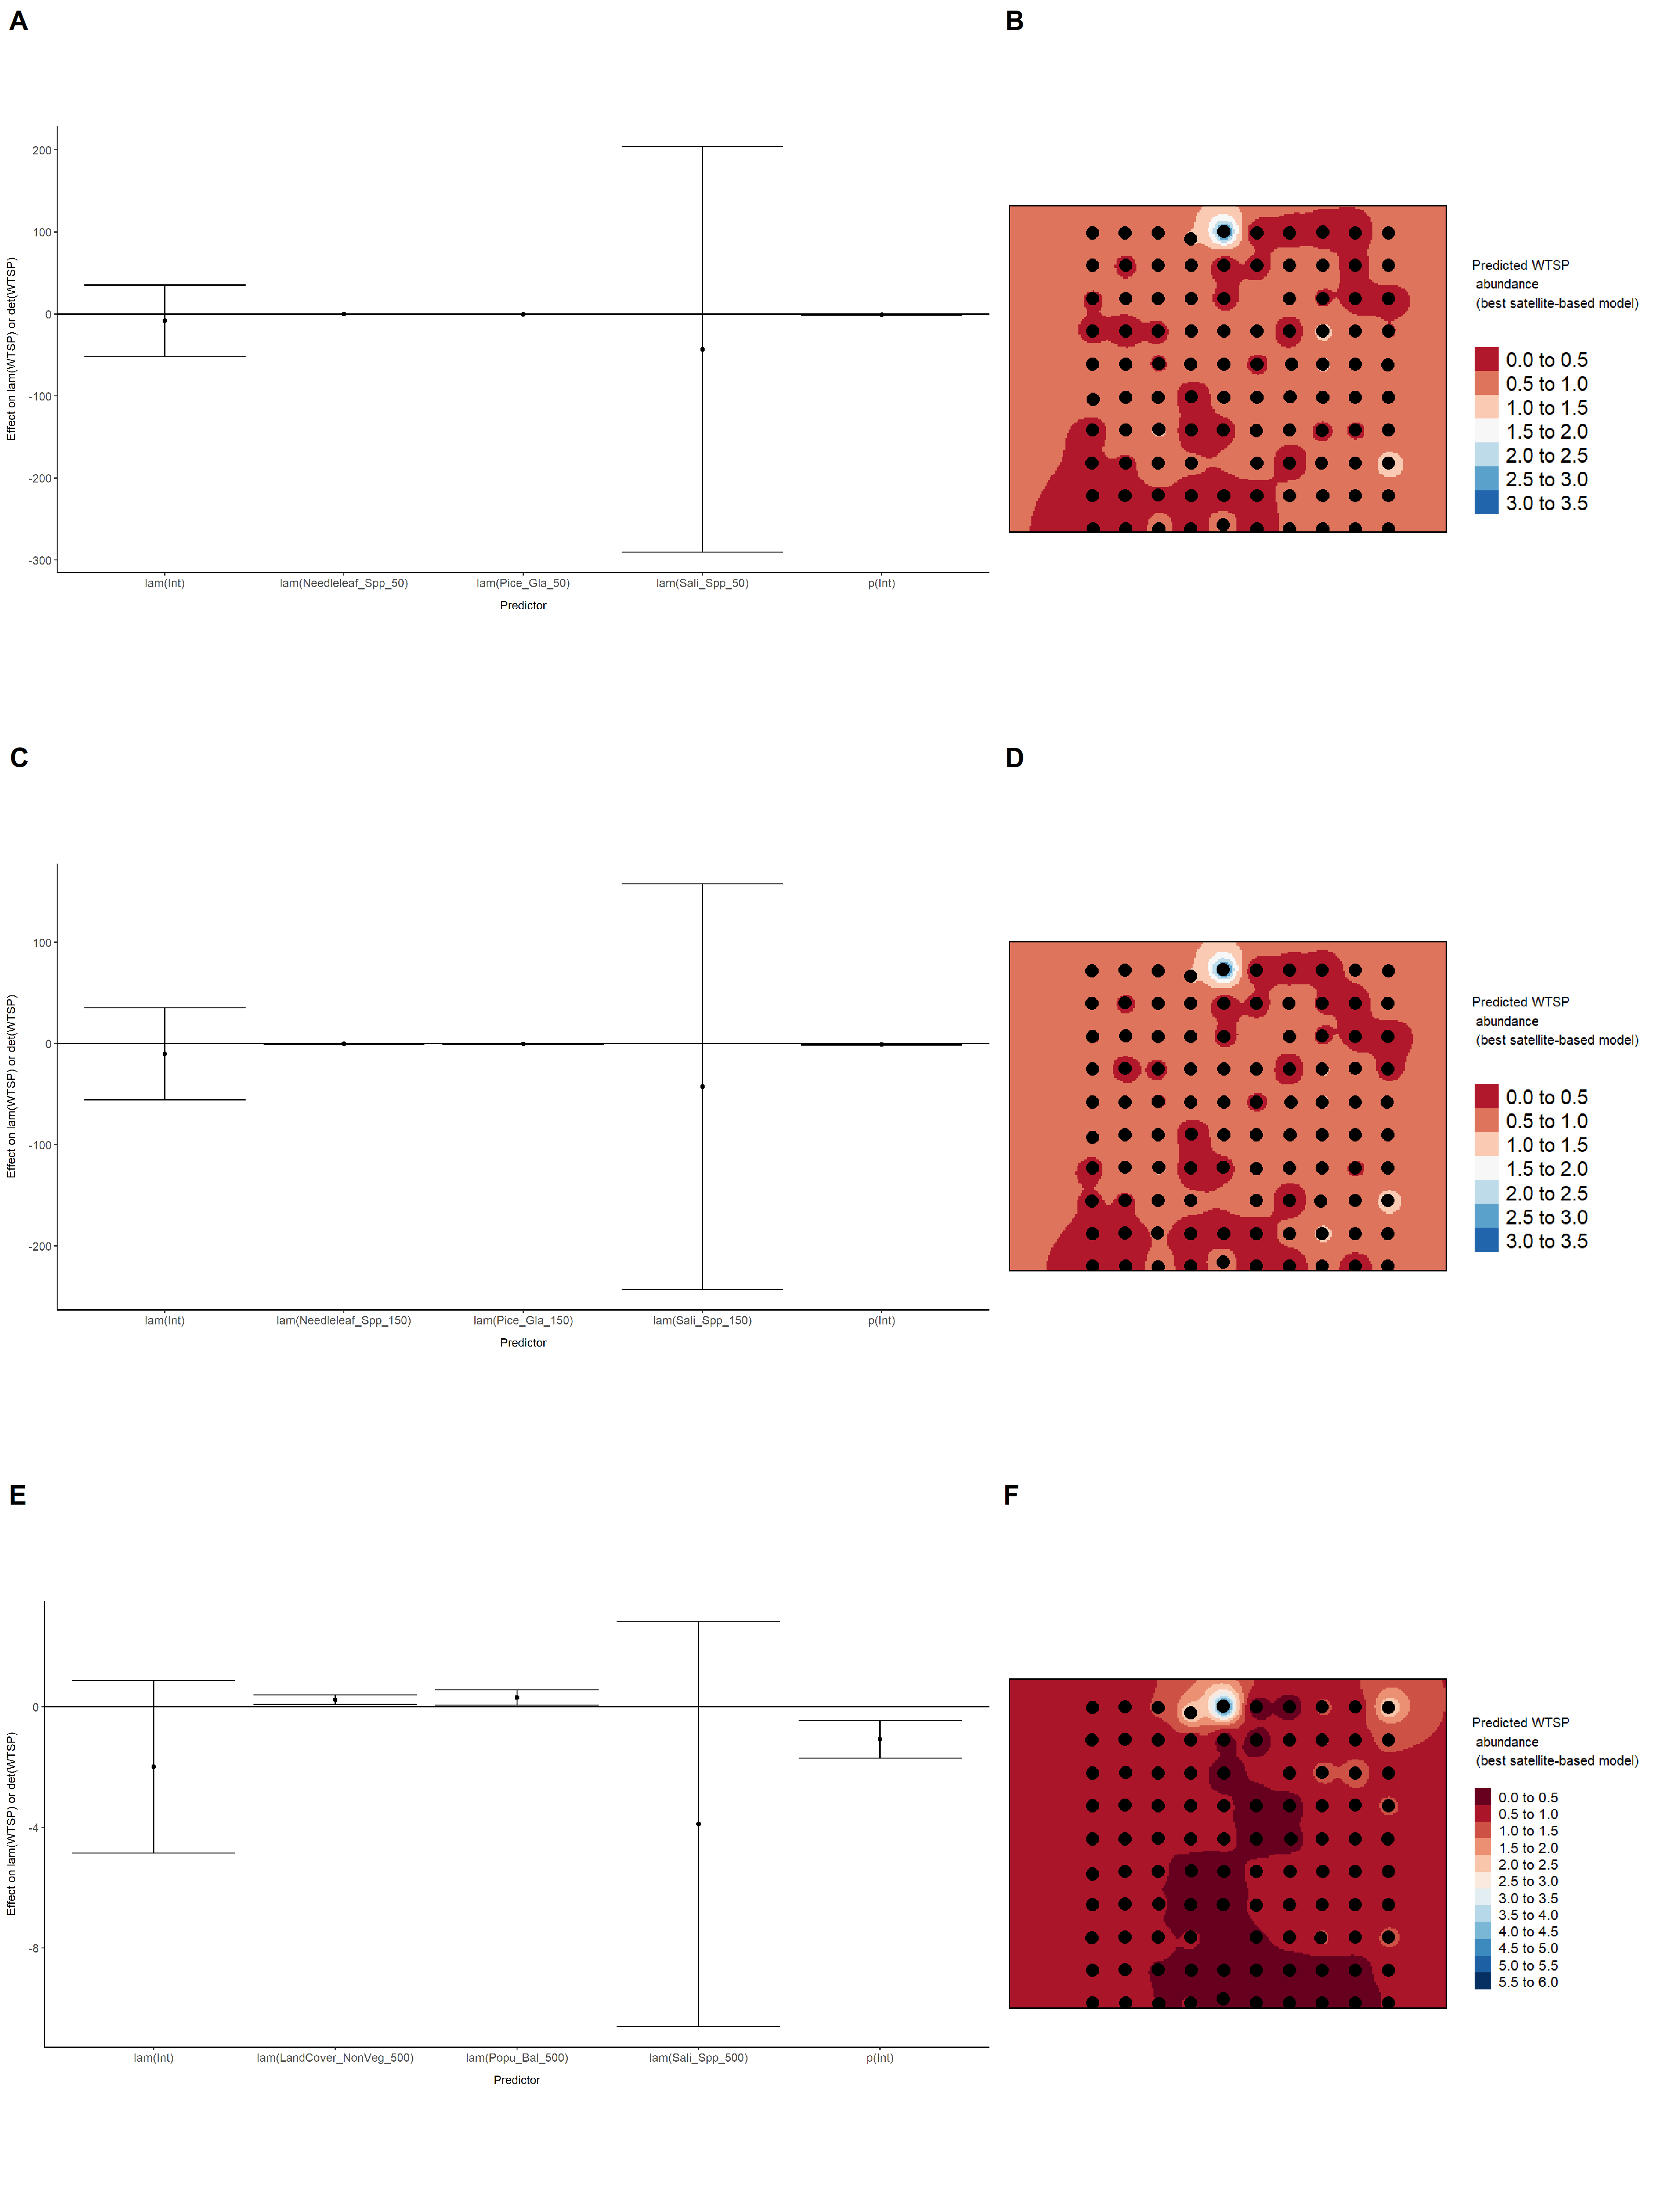 A
B
Effect on lam(WTSP) or det(WTSP)
200
100
0
-100
-200
-300
lam(Int)
lam(Needleleaf_Spp_50)
lam(Pice_Gla_50)
lam(Sali_Spp_50)
p(Int)
Predictor
Predicted WTSP
abundance
(best satellite-based model)
0.0 to 0.5
0.5 to 1.0
1.0 to 1.5
1.5 to 2.0
2.0 to 2.5
2.5 to 3.0
3.0 to 3.5
C
D
Effect on lam(WTSP) or det(WTSP)
100
0
-100
-200
lam(Int)
lam(Needleleaf_Spp_150)
lam(Pice_Gla_150)
lam(Sali_Spp_150)
p(Int)
Predictor
Predicted WTSP
abundance
(best satellite-based model)
0.0 to 0.5
0.5 to 1.0
1.0 to 1.5
1.5 to 2.0
2.0 to 2.5
2.5 to 3.0
3.0 to 3.5
E
F
Effect on lam(WTSP) or det(WTSP)
0
-4
-8
lam(Int)
lam(LandCover_NonVeg_500)
lam(Popu_Bal_500)
lam(Sali_Spp_500)
p(Int)
Predictor
Predicted WTSP
abundance
(best satellite-based model)
0.0 to 0.5
0.5 to 1.0
1.0 to 1.5
1.5 to 2.0
2.0 to 2.5
2.5 to 3.0
3.0 to 3.5
3.5 to 4.0
4.0 to 4.5
4.5 to 5.0
5.0 to 5.5
5.5 to 6.0